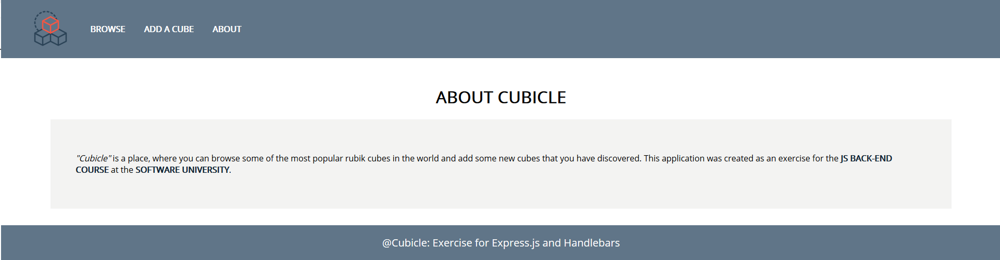 BROWSE ADD A CUBE ABOUT
ABOUT CUBICLE
"Cubicle" is a place, where you can browse some of the most popular rubik cubes in the world and add some new cubes that you have discovered. This application was created as an exercise for the JS BACK-END
COURSE at the SOFTWARE UNIVERSITY.
@Cubicle: Exercise for Express.js and Handlebars